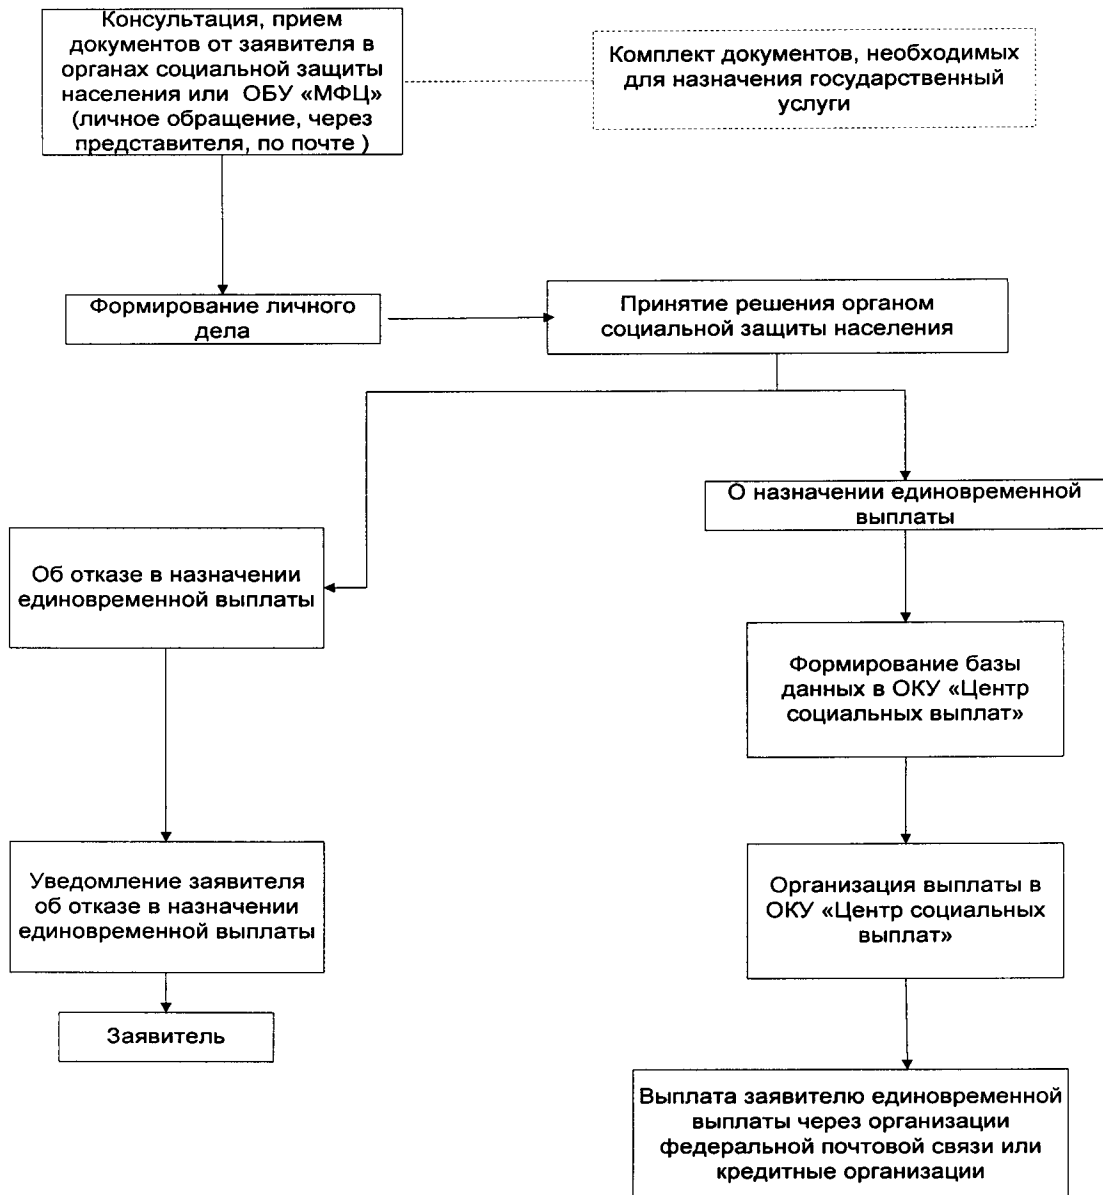 Консультация, прием
документов от заявителя в
органах социальной защиты
населения или ОБУ «МФЦ»
(личное обращение, через
представителя, по почте )
Комплект документов, необходимых
для назначения государственный
услуги
Формирование личного
дела
Принятие решения органом
социальной защиты населения
О назначении единовременной
выплаты
Об отказе в назначении
единовременной выплаты
Формирование базы
данных в ОКУ «Центр
социальных выплат»
Уведомление заявителя
об отказе в назначении
единовременной выплаты
Организация выплаты в
ОКУ «Центр социальных
выплат»
Заявитель
Выплата заявителю единовременной
выплаты через организации
федеральной почтовой связи или
кредитные организации